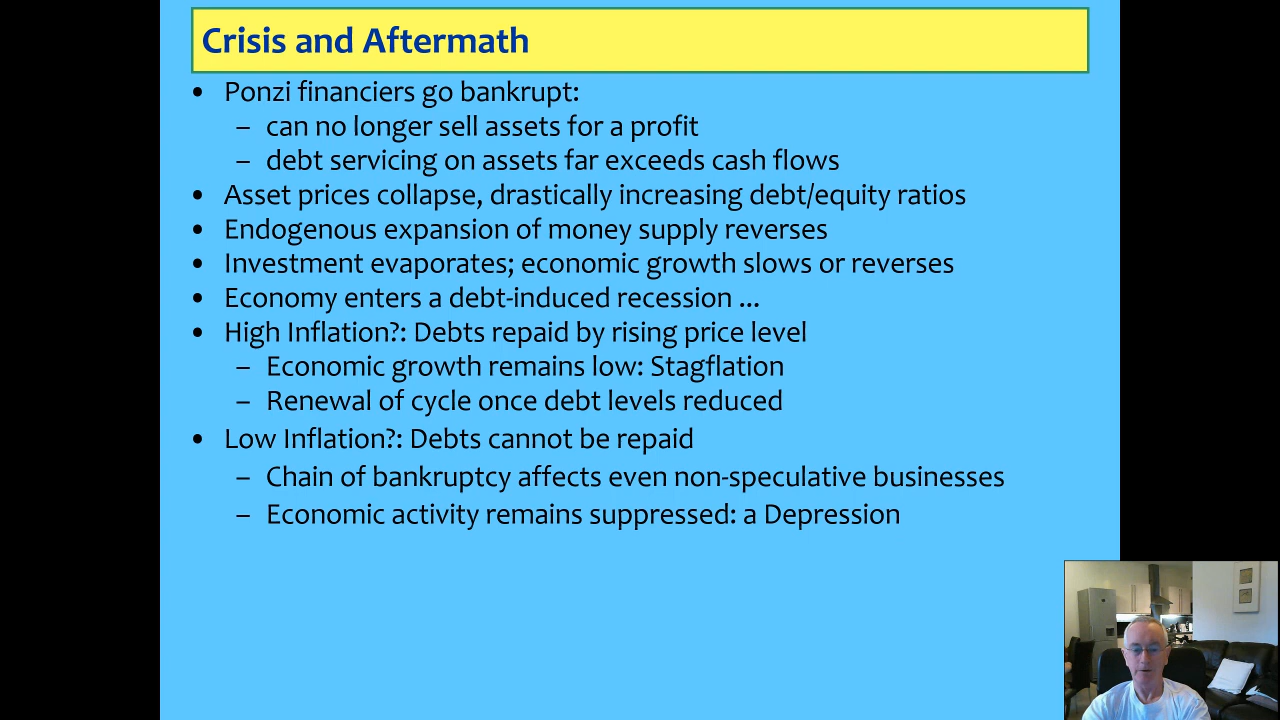 Crisis and Aftermath
• Ponzi financiers go bankrupt:
– can no longer sell assets for a profit
– debt servicing on assets far exceeds cash flows
• Asset prices collapse, drastically increasing debt/equity ratios
• Endogenous expansion of money supply reverses
• Investment evaporates; economic growth slows or reverses
• Economy enters a debt-induced recession ...
• High Inflation?: Debts repaid by rising price level
– Economic growth remains low: Stagflation
– Renewal of cycle once debt levels reduced
• Low Inflation?: Debts cannot be repaid
– Chain of bankruptcy affects even non-speculative businesses
– Economic activity remains suppressed: a Depression